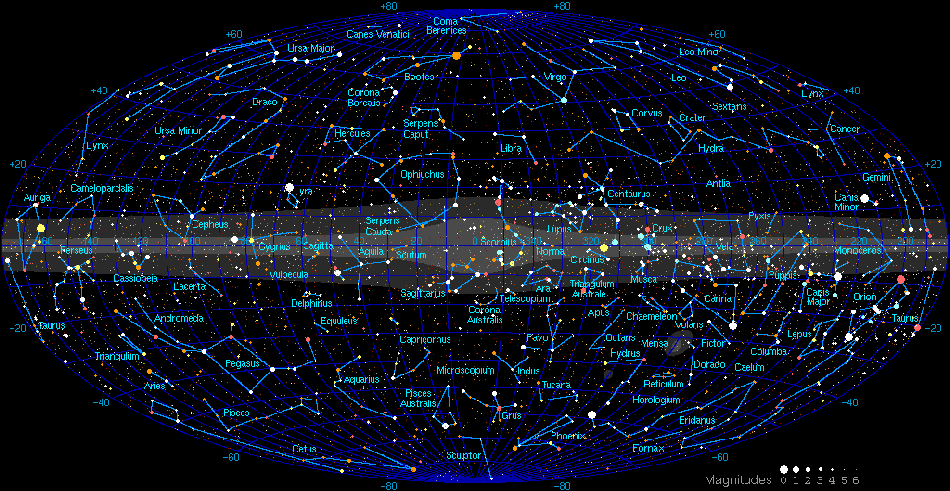 +80 +80
Coma
Berenices
+60 Canes Venatici +60
Ursa Major Leo Minor
Bootes Virgo Leo
+40 Corona
Borealis +40
Draco Sextans Lynx
Serpens
Caput Corvus Crater
Ursa Minor Hercules Cancer
Lynx Libra Hydra
+20 +20
Ophiuchus Gemini
Camelopardalis Antlia
Auriga Lyra Centaurus Canis
Minor
Cepheus Serpens
Cauda Lupus Crux Pyxis
Perseus Cygnus Sagitta Aquila Scutum Scorpius Norma Vela Monoceros
Circinus
Cassiopeia Vulpecula Musca Puppis
Lacerta Sagittarius Ara Triangulum
Australe Carina Canis
Major Orion
Delphinus Telescopium
Andromeda Corona
Australis Apus Chamaeleon Taurus
Taurus Equuleus Volans
-20 -20
Capricornus Pavo Octans Mensa Pictor Lepus
Triangulum Hydrus Columba
Pegasus Microscopium Indus Dorado Caelum
Aries Aquarius Tucana Reticulum
Pisces
Australis Horologium
-40 -40
Pisces Grus Eridanus
Phoenix
Cetus Sculptor Fornax
-60 -60
-80 -80
Magnitudes 0 1 2 3 4 5 6